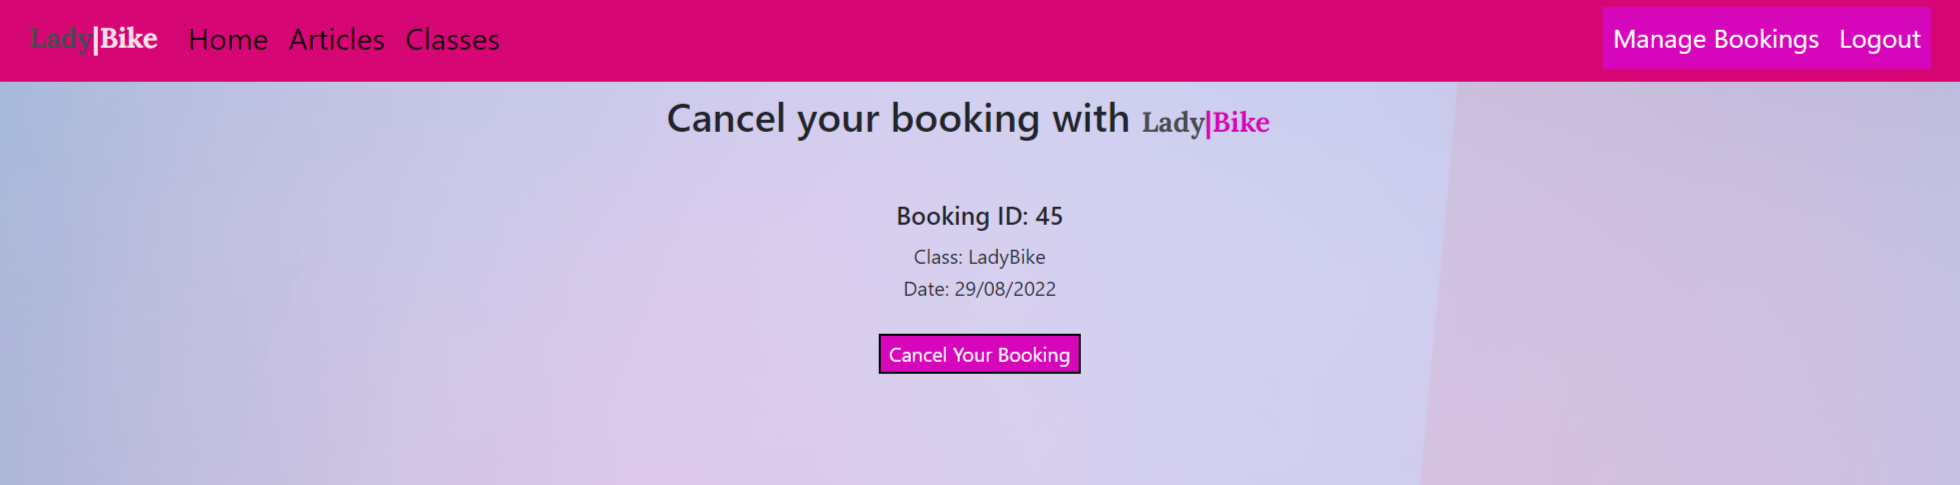 Lady|Bike Home Articles Classes Manage Bookings Logout
Cancel your booking with Lady|Bike
Booking ID: 45
Class: LadyBike
Date: 29/08/2022
Cancel Your Booking